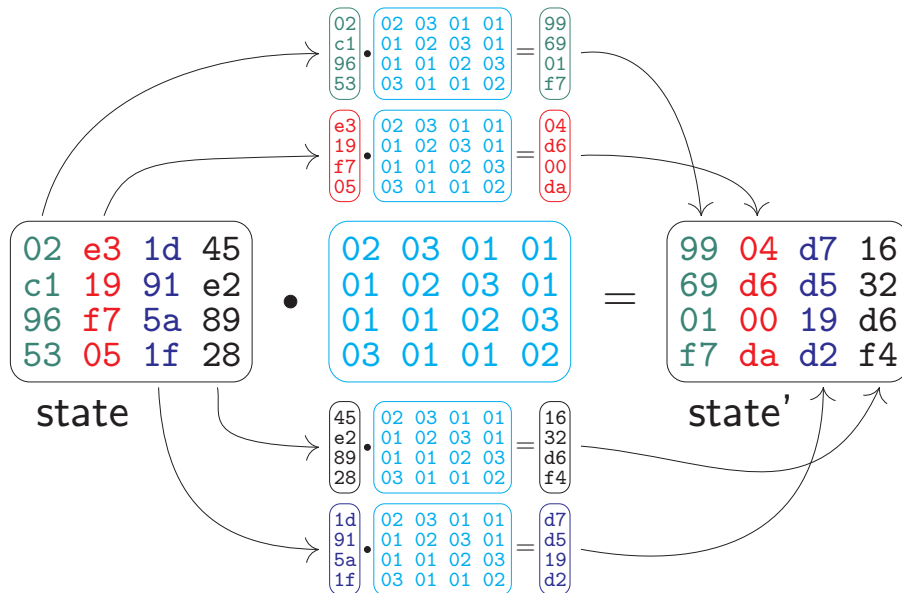 02 02 03 01 01 99
c1 01 02 03 01 69
96 • 01 01 02 03 = 01
53 03 01 01 02 f7
e3 02 03 01 01 04
19 01 02 03 01 d6
f7 • 01 01 02 03 = 00
05 03 01 01 02 da
02 e3 1d 45 02 03 01 01 99 04 d7 16
c1 19 91 e2 01 02 03 01 69 d6 d5 32
96 f7 5a 89 • 01 01 02 03 = 01 00 19 d6
53 05 1f 28 03 01 01 02 f7 da d2 f4
state state'
45 02 03 01 01 16
e2 01 02 03 01 32
89 • 01 01 02 03 = d6
28 03 01 01 02 f4
1d 02 03 01 01 d7
91 01 02 03 01 d5
5a • 01 01 02 03 = 19
1f 03 01 01 02 d2